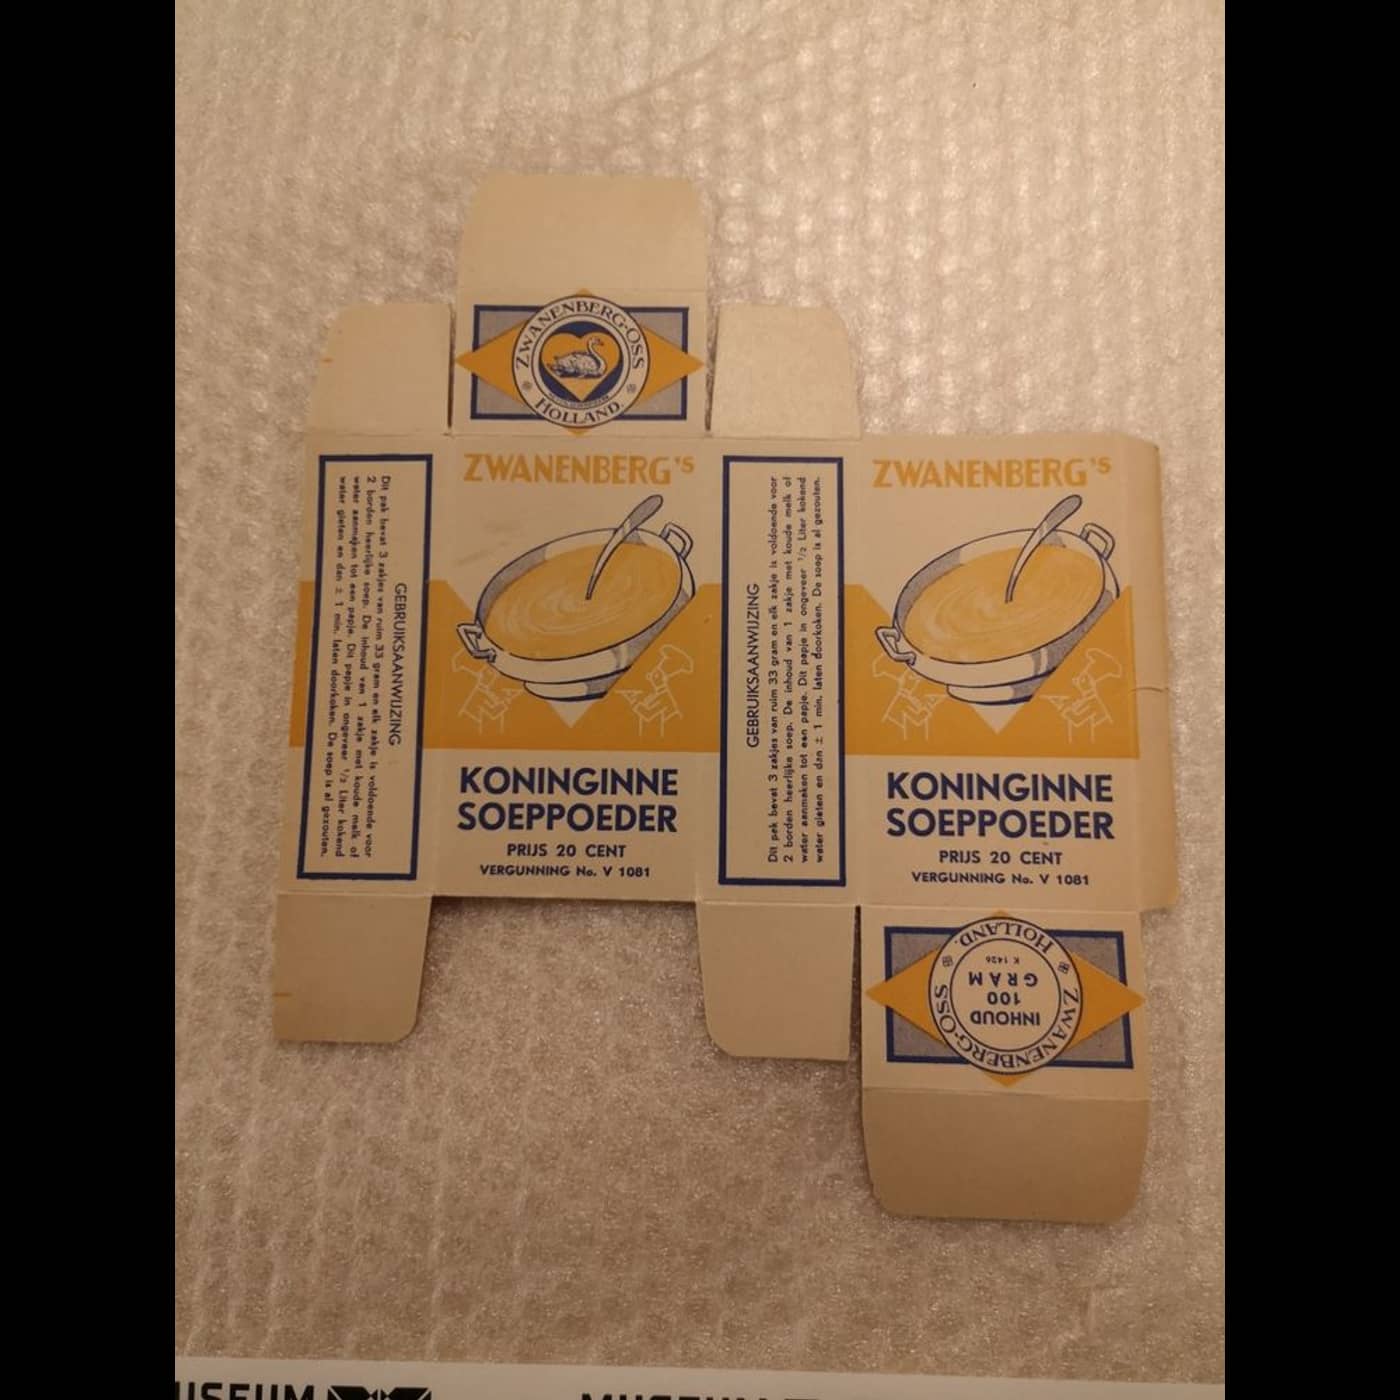 ZWANENBERG-OSS
HOLLAND.
ZWANENBERG'S
KONINGINNE
SOEPPOEDER
PRIJS 20 CENT
VERGUNNING No. V 1081
GEBRUIKSAANWIJZING
Dit pak bevat 3 zakjes van ruim 33 gram en elk zakje is voldoende voor
2 borden heerlijke soep. De inhoud van 1 zakje met koude melk of
water aanmaken tot een papje. Dit papje in ongeveer 1/2 Liter kokend
water gieten en dan ± 1 min. laten doorkoken. De soep is al gezouten.
GEBRUIKSAANWIJZING
Dit pak bevat 3 zakjes van ruim 33 gram en elk zakje is voldoende voor
2 borden heerlijke soep. De inhoud van 1 zakje met koude melk of
water aanmaken tot een papje. Dit papje in ongeveer 1/2 Liter kokend
water gieten en dan ± 1 min. laten doorkoken. De soep is al gezouten.
ZWANENBERG'S
KONINGINNE
SOEPPOEDER
PRIJS 20 CENT
VERGUNNING No. V 1081
ZWANENBERG-OSS
HOLLAND.
INHOUD
100
GRAM
K 1426